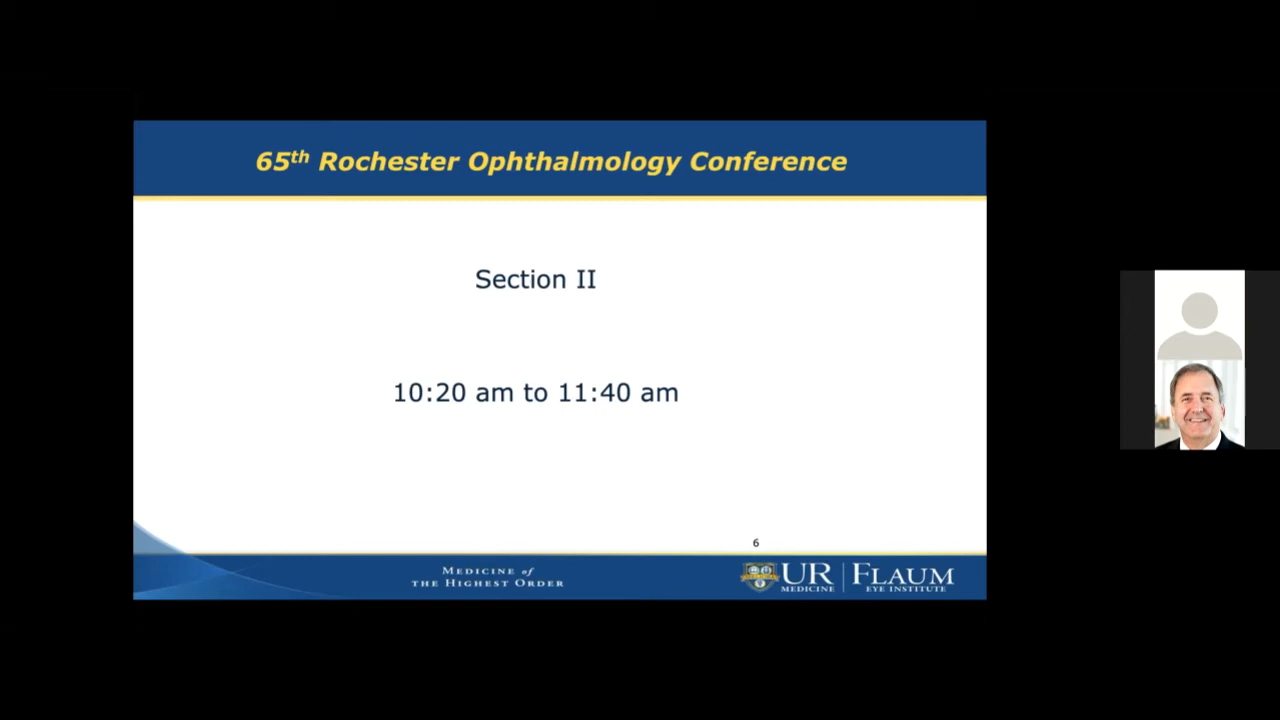 65th Rochester Ophthalmology Conference
Section II
10:20 am to 11:40 am
6
MEDICINE of
THE HIGHEST ORDER
UR
MEDICINE
FLAUM
EYE INSTITUTE